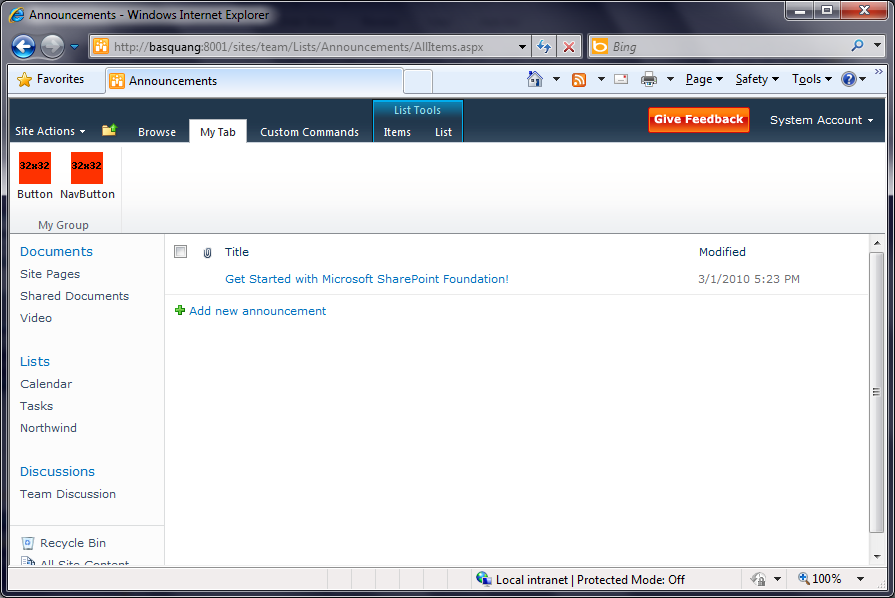 Announcements - Windows Internet Explorer
http://basquang:8001/sites/team/Lists/Announcements/AllItems.aspx
Bing
Favorites
Announcements
Page
Safety
Tools
List Tools
Site Actions
Browse
My Tab
Custom Commands
Items
List
Give Feedback
System Account
32x32
32x32
Button
NavButton
My Group
Documents
Site Pages
Shared Documents
Video
Lists
Calendar
Tasks
Northwind
Discussions
Team Discussion
Recycle Bin
All Site Content
Title
Modified
Get Started with Microsoft SharePoint Foundation!
3/1/2010 5:23 PM
Add new announcement
Local intranet | Protected Mode: Off
100%